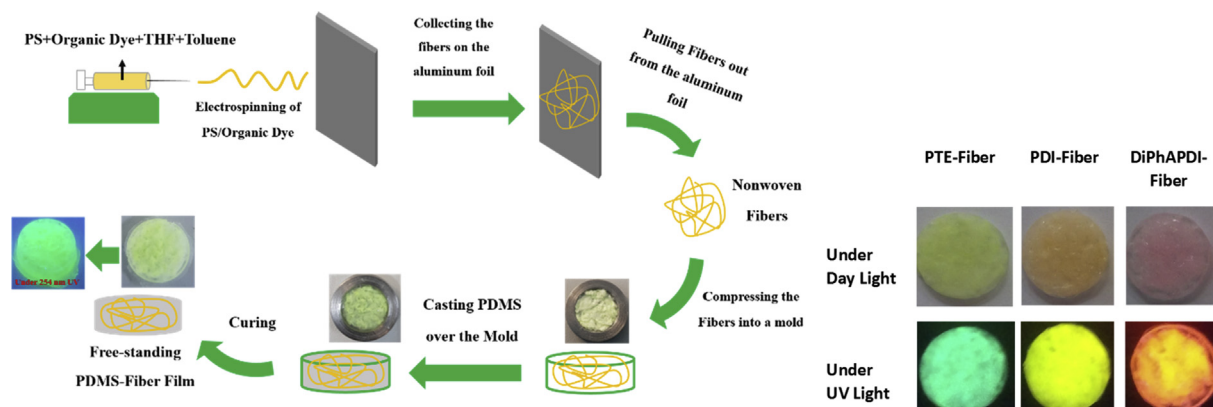 PS+Organic Dye+THF+Toluene
Electrospinning of
PS/Organic Dye
Collecting the
fibers on the
aluminum foil
Pulling Fibers out
from the aluminum
foil
Nonwoven
Fibers
Compressing the
Fibers into a mold
Casting PDMS
over the Mold
Curing
Under 254 nm UV
Free-standing
PDMS-Fiber Film
PTE-Fiber
PDI-Fiber
DiPhAPDI-
Fiber
Under
Day Light
Under
UV Light